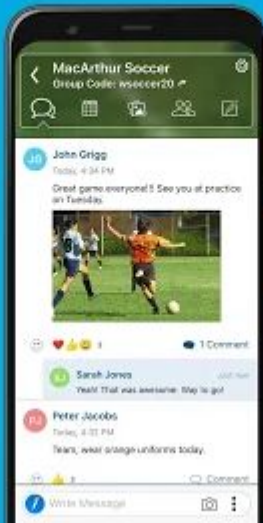 MacArthur Soccer
Group Code: wsoccer20
JG
John Grigg
Today, 4:34 PM
Great game everyone!! See you at practice
on Tuesday.
3
1 Comment
SJ
Sarah Jones
Just now
Yeah! That was awesome. Way to go!
PJ
Peter Jacobs
Today, 4:32 PM
Team, wear orange uniforms today.
Comment
Write Message